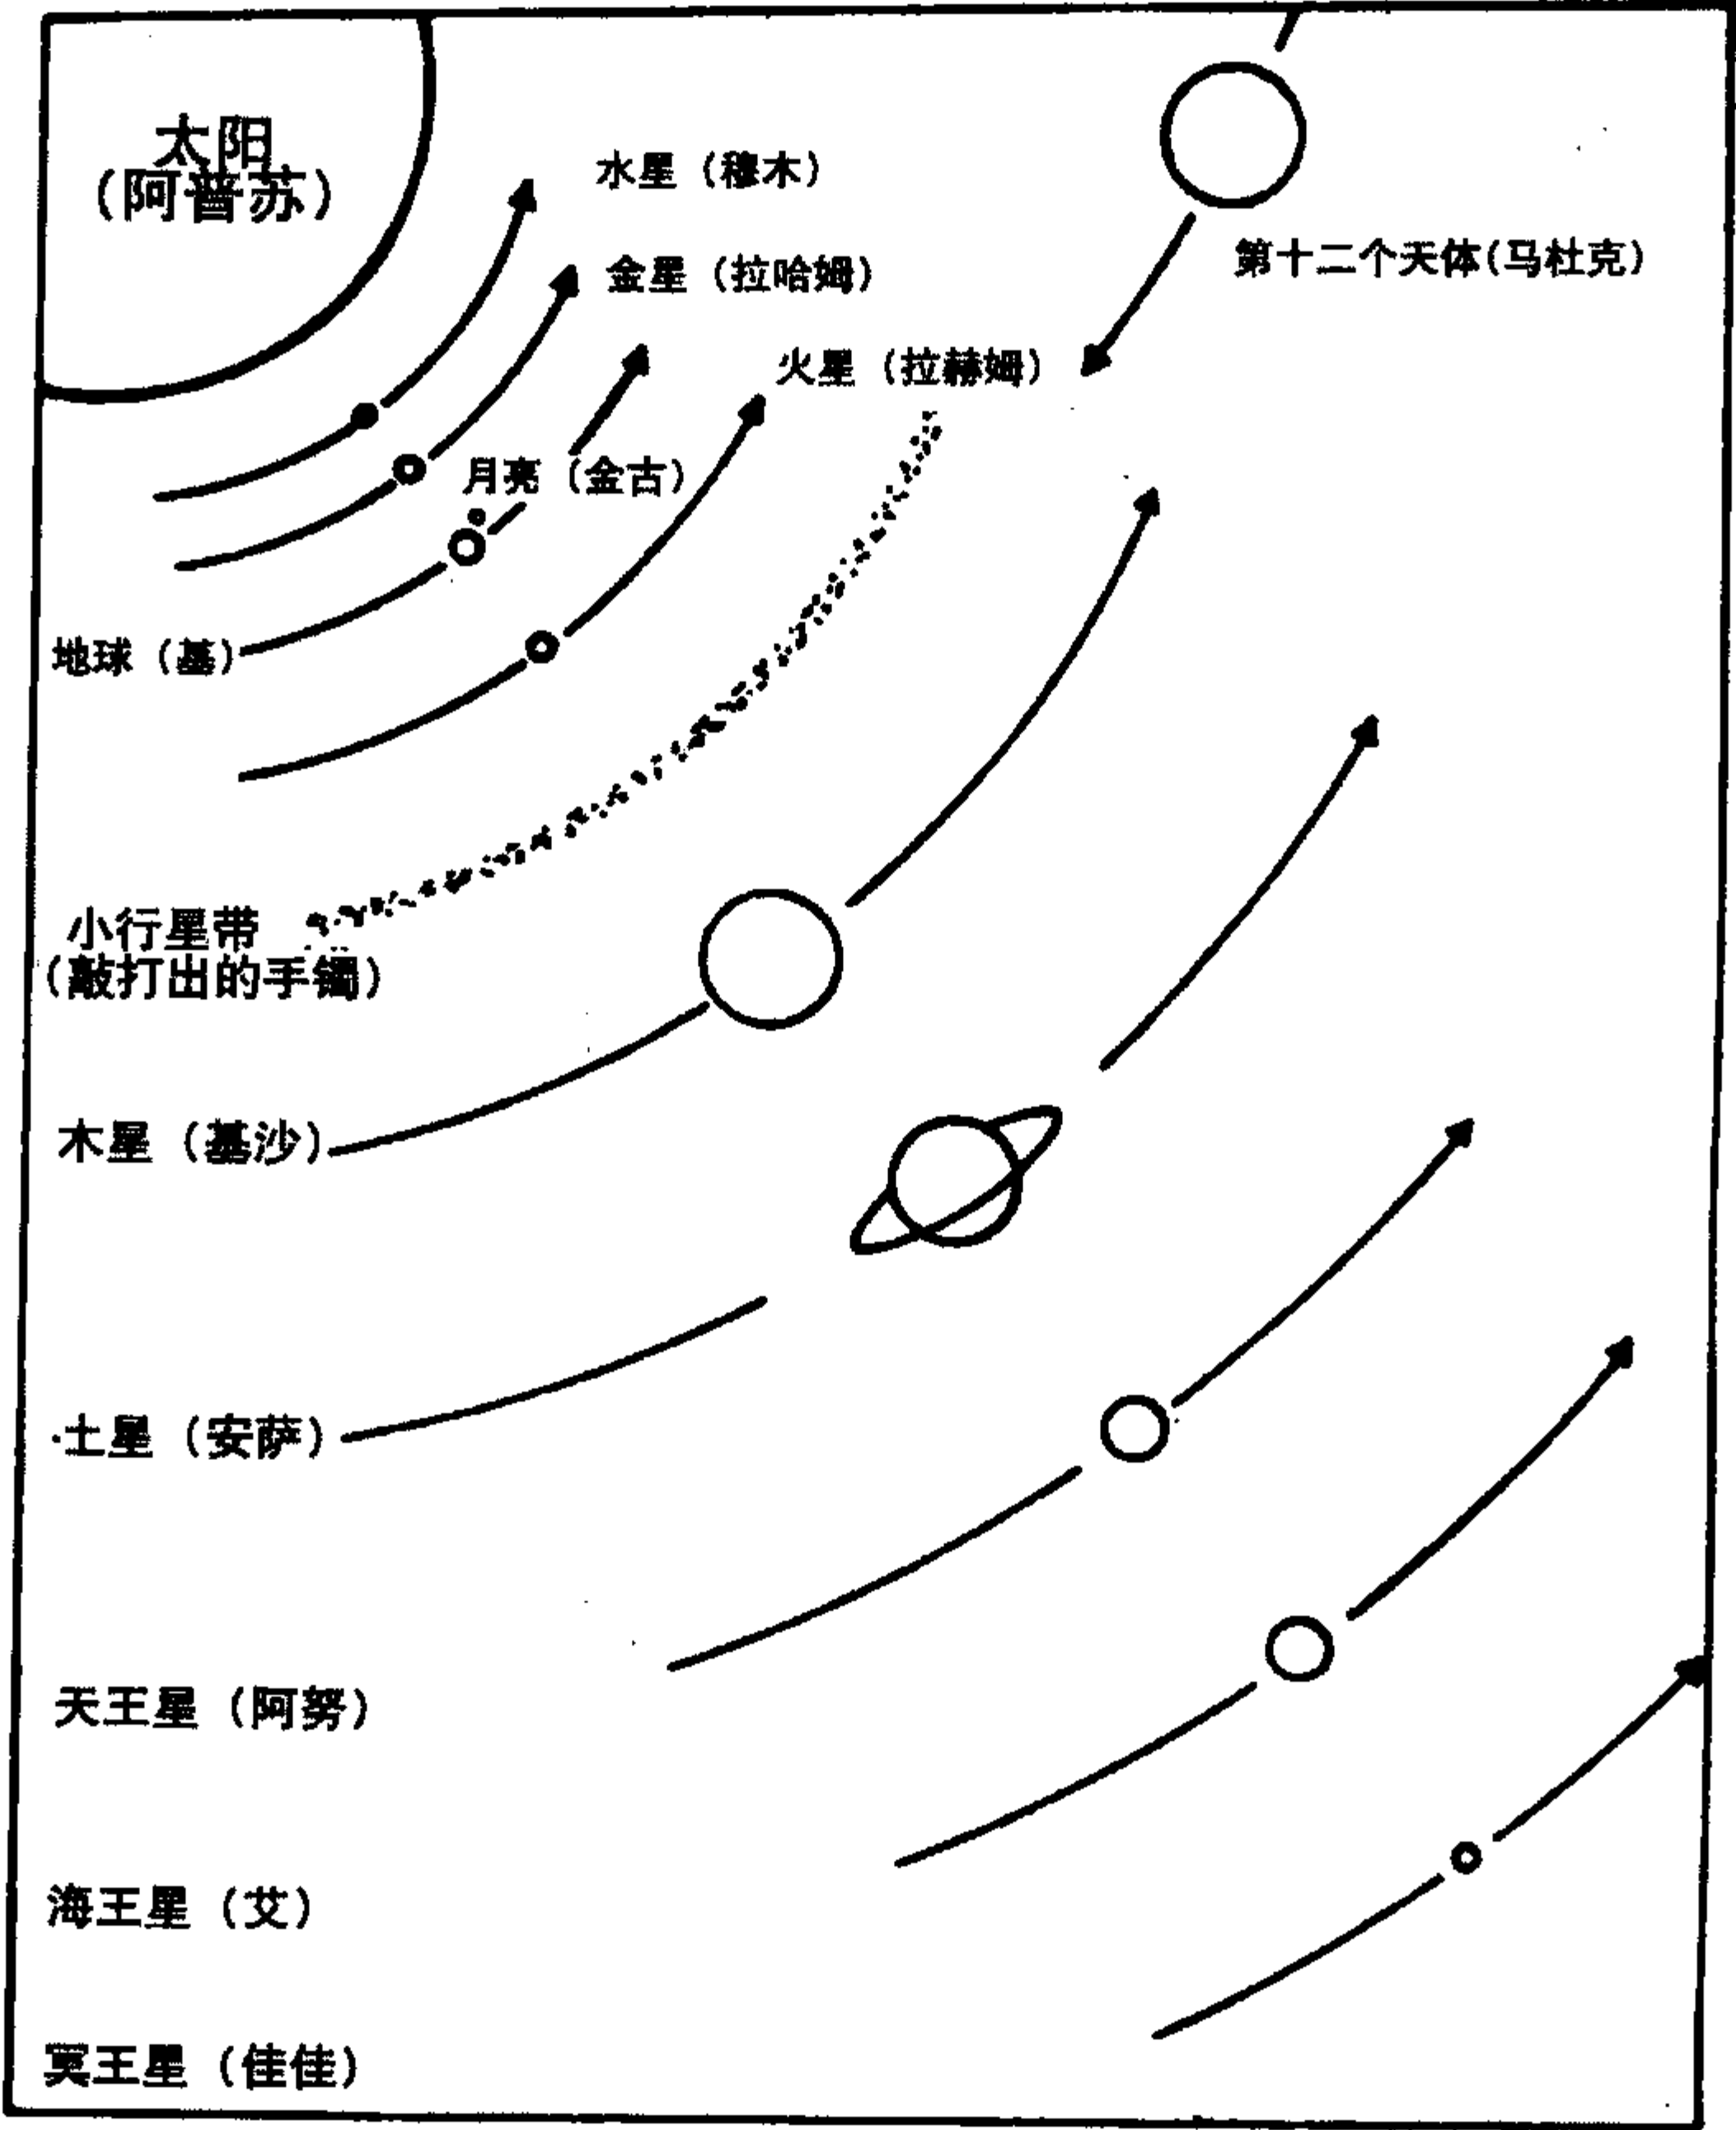 太阳
(阿普苏)
水星 (穆木)
金星 (拉哈姆)
第十二个天体(马杜克)
火星 (拉赫姆)
月亮 (金古)
地球 (基)
小行星带
(敲打出的手镯)
木星 (基沙)
土星 (安萨)
天王星 (阿努)
海王星 (艾)
冥王星 (佳佳)